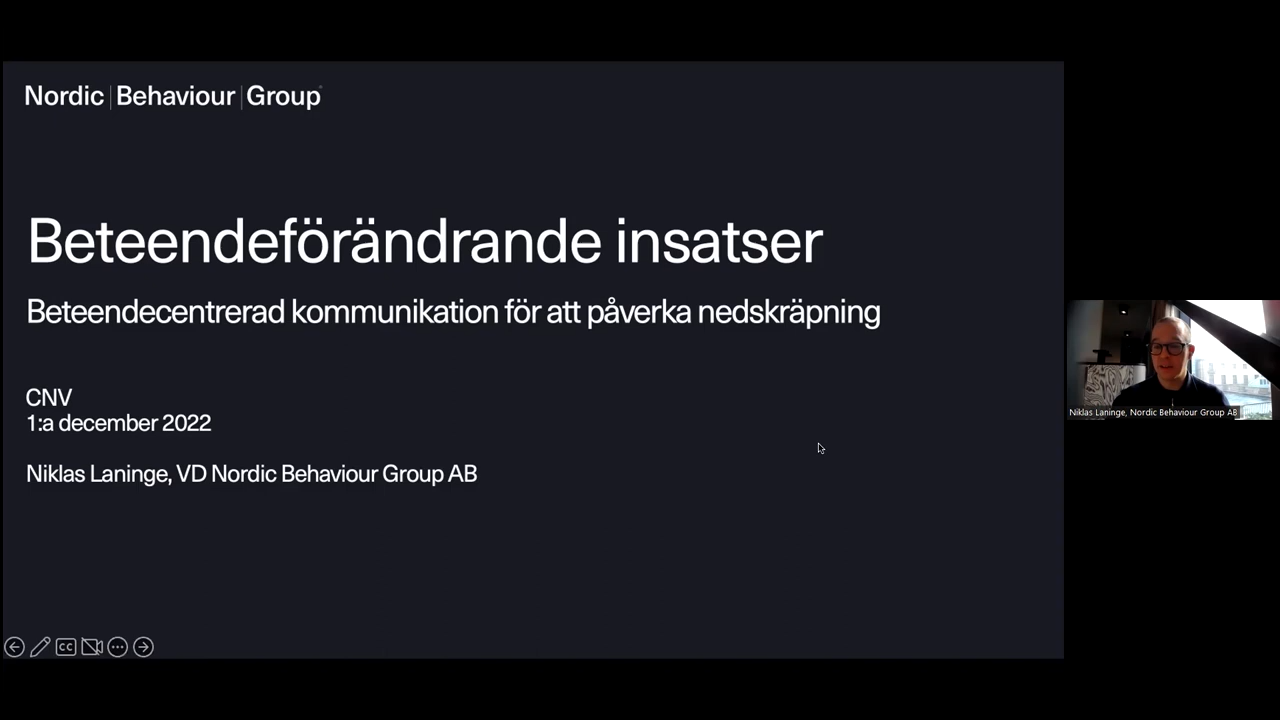 Nordic Behaviour Group
Beteendeförändrande insatser
Beteendecentrerad kommunikation för att påverka nedskräpning
CNV
1:a december 2022
Niklas Laninge, VD Nordic Behaviour Group AB
Niklas Laninge, Nordic Behaviour Group AB
CC